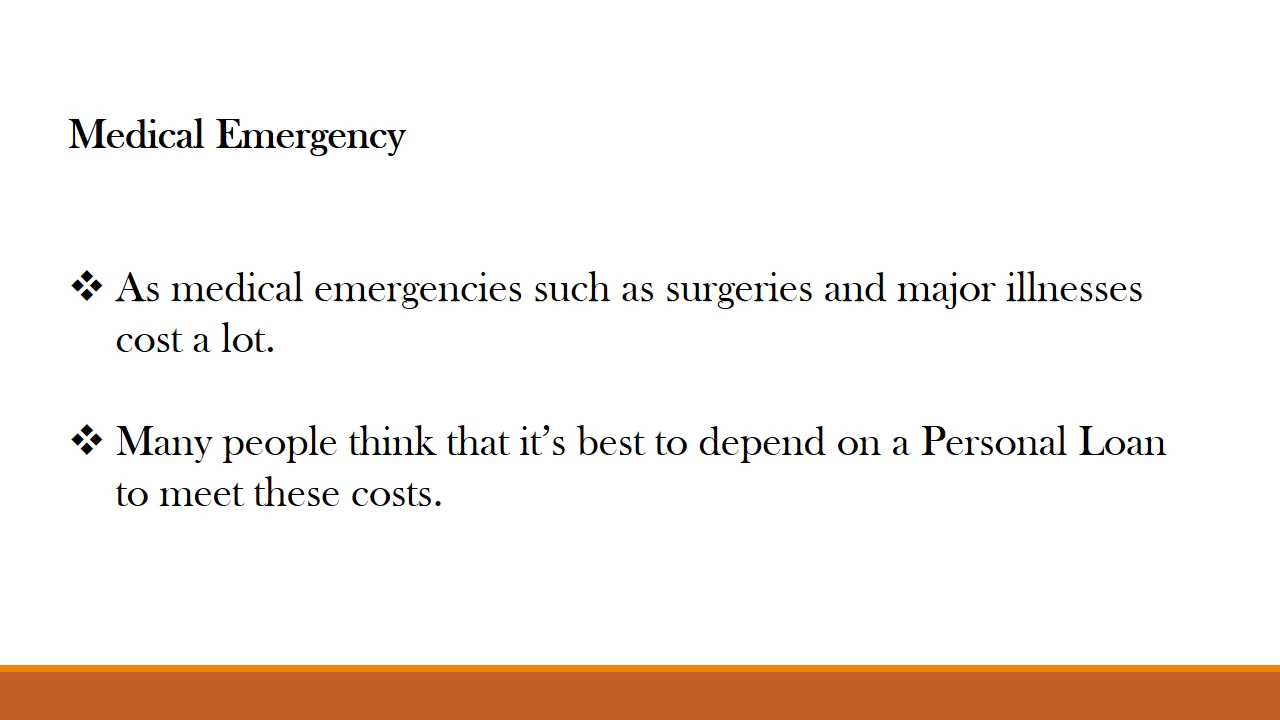 Medical Emergency
❖ As medical emergencies such as surgeries and major illnesses
cost a lot.
❖ Many people think that it’s best to depend on a Personal Loan
to meet these costs.